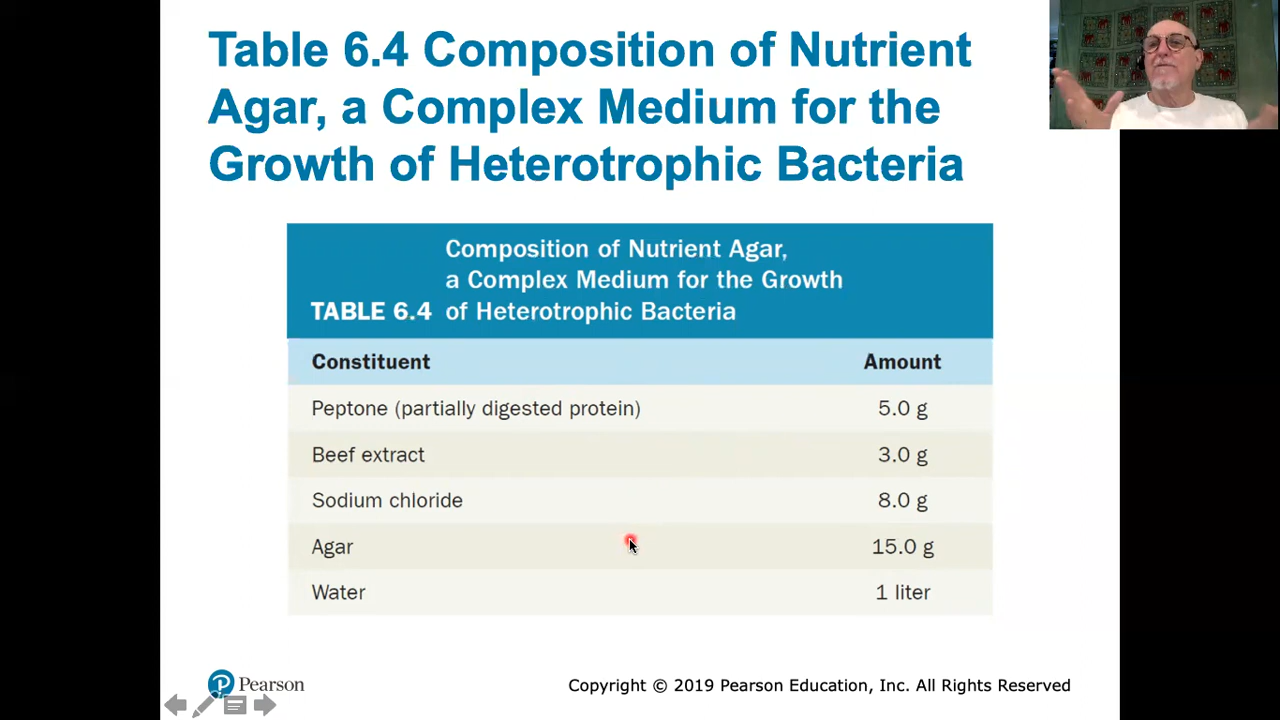 Table 6.4 Composition of Nutrient
Agar, a Complex Medium for the
Growth of Heterotrophic Bacteria
Composition of Nutrient Agar,
a Complex Medium for the Growth
TABLE 6.4 of Heterotrophic Bacteria
Constituent Amount
Peptone (partially digested protein) 5.0 g
Beef extract 3.0 g
Sodium chloride 8.0 g
Agar 15.0 g
Water 1 liter
P Pearson
Copyright © 2019 Pearson Education, Inc. All Rights Reserved